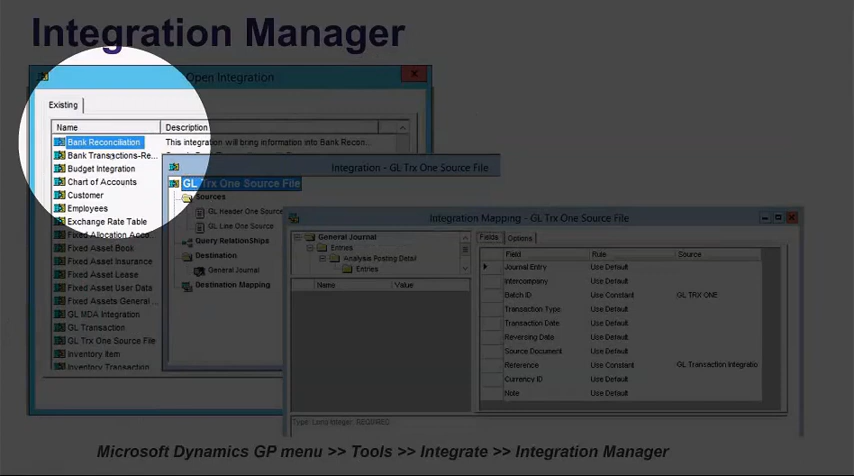 Integration Manager
Open Integration
Existing
Name Description
Bank Reconciliation This integration will bring information into Bank Recon...
Bank Transactions-Re...
Budget Integration
Chart of Accounts
Customer
Employees
Exchange Rate Table
Fixed Allocation Acco...
Fixed Asset Book
Fixed Asset Insurance
Fixed Asset Lease
Fixed Asset User Data
Fixed Assets General ...
GL MDA Integration
GL Transaction
GL Trx One Source File
Inventory Item
Inventory Transaction
Integration - GL Trx One Source File
GL Trx One Source File
Sources
GL Header One Source
GL Line One Source
Query RelationShips
Destination
General Journal
Destination Mapping
Integration Mapping - GL Trx One Source File
General Journal
Entries
Analysis Posting Detail
Entries
Name Value
Fields Options
Field Rule Source
Journal Entry Use Default
Intercompany Use Default
Batch ID Use Constant GL TRX ONE
Transaction Type Use Default
Transaction Date Use Default
Reversing Date Use Default
Source Document Use Default
Reference Use Constant GL Transaction Integratio
Currency ID Use Default
Note Use Default
Type: Long Integer, REQUIRED
Microsoft Dynamics GP menu >> Tools >> Integrate >> Integration Manager